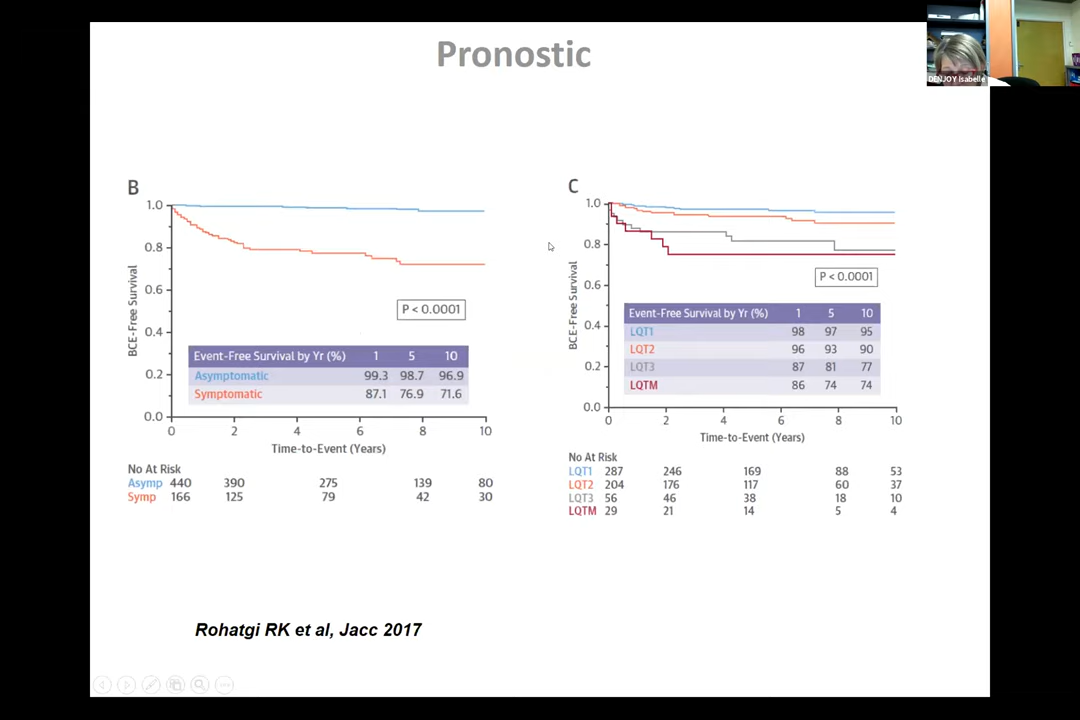 Pronostic
DENJOY Isabelle
B
BCE-Free Survival
1.0
0.8
0.6
0.4
0.2
0.0
P < 0.0001
Event-Free Survival by Yr (%) 1 5 10
Asymptomatic 99.3 98.7 96.9
Symptomatic 87.1 76.9 71.6
0 2 4 6 8 10
Time-to-Event (Years)
No At Risk
Asymp 440 390 275 139 80
Symp 166 125 79 42 30
C
BCE-Free Survival
1.0
0.8
0.6
0.4
0.2
0.0
P < 0.0001
Event-Free Survival by Yr (%) 1 5 10
LQT1 98 97 95
LQT2 96 93 90
LQT3 87 81 77
LQTM 86 74 74
0 2 4 6 8 10
Time-to-Event (Years)
No At Risk
LQT1 287 246 169 88 53
LQT2 204 176 117 60 37
LQT3 56 46 38 18 10
LQTM 29 21 14 5 4
Rohatgi RK et al, Jacc 2017